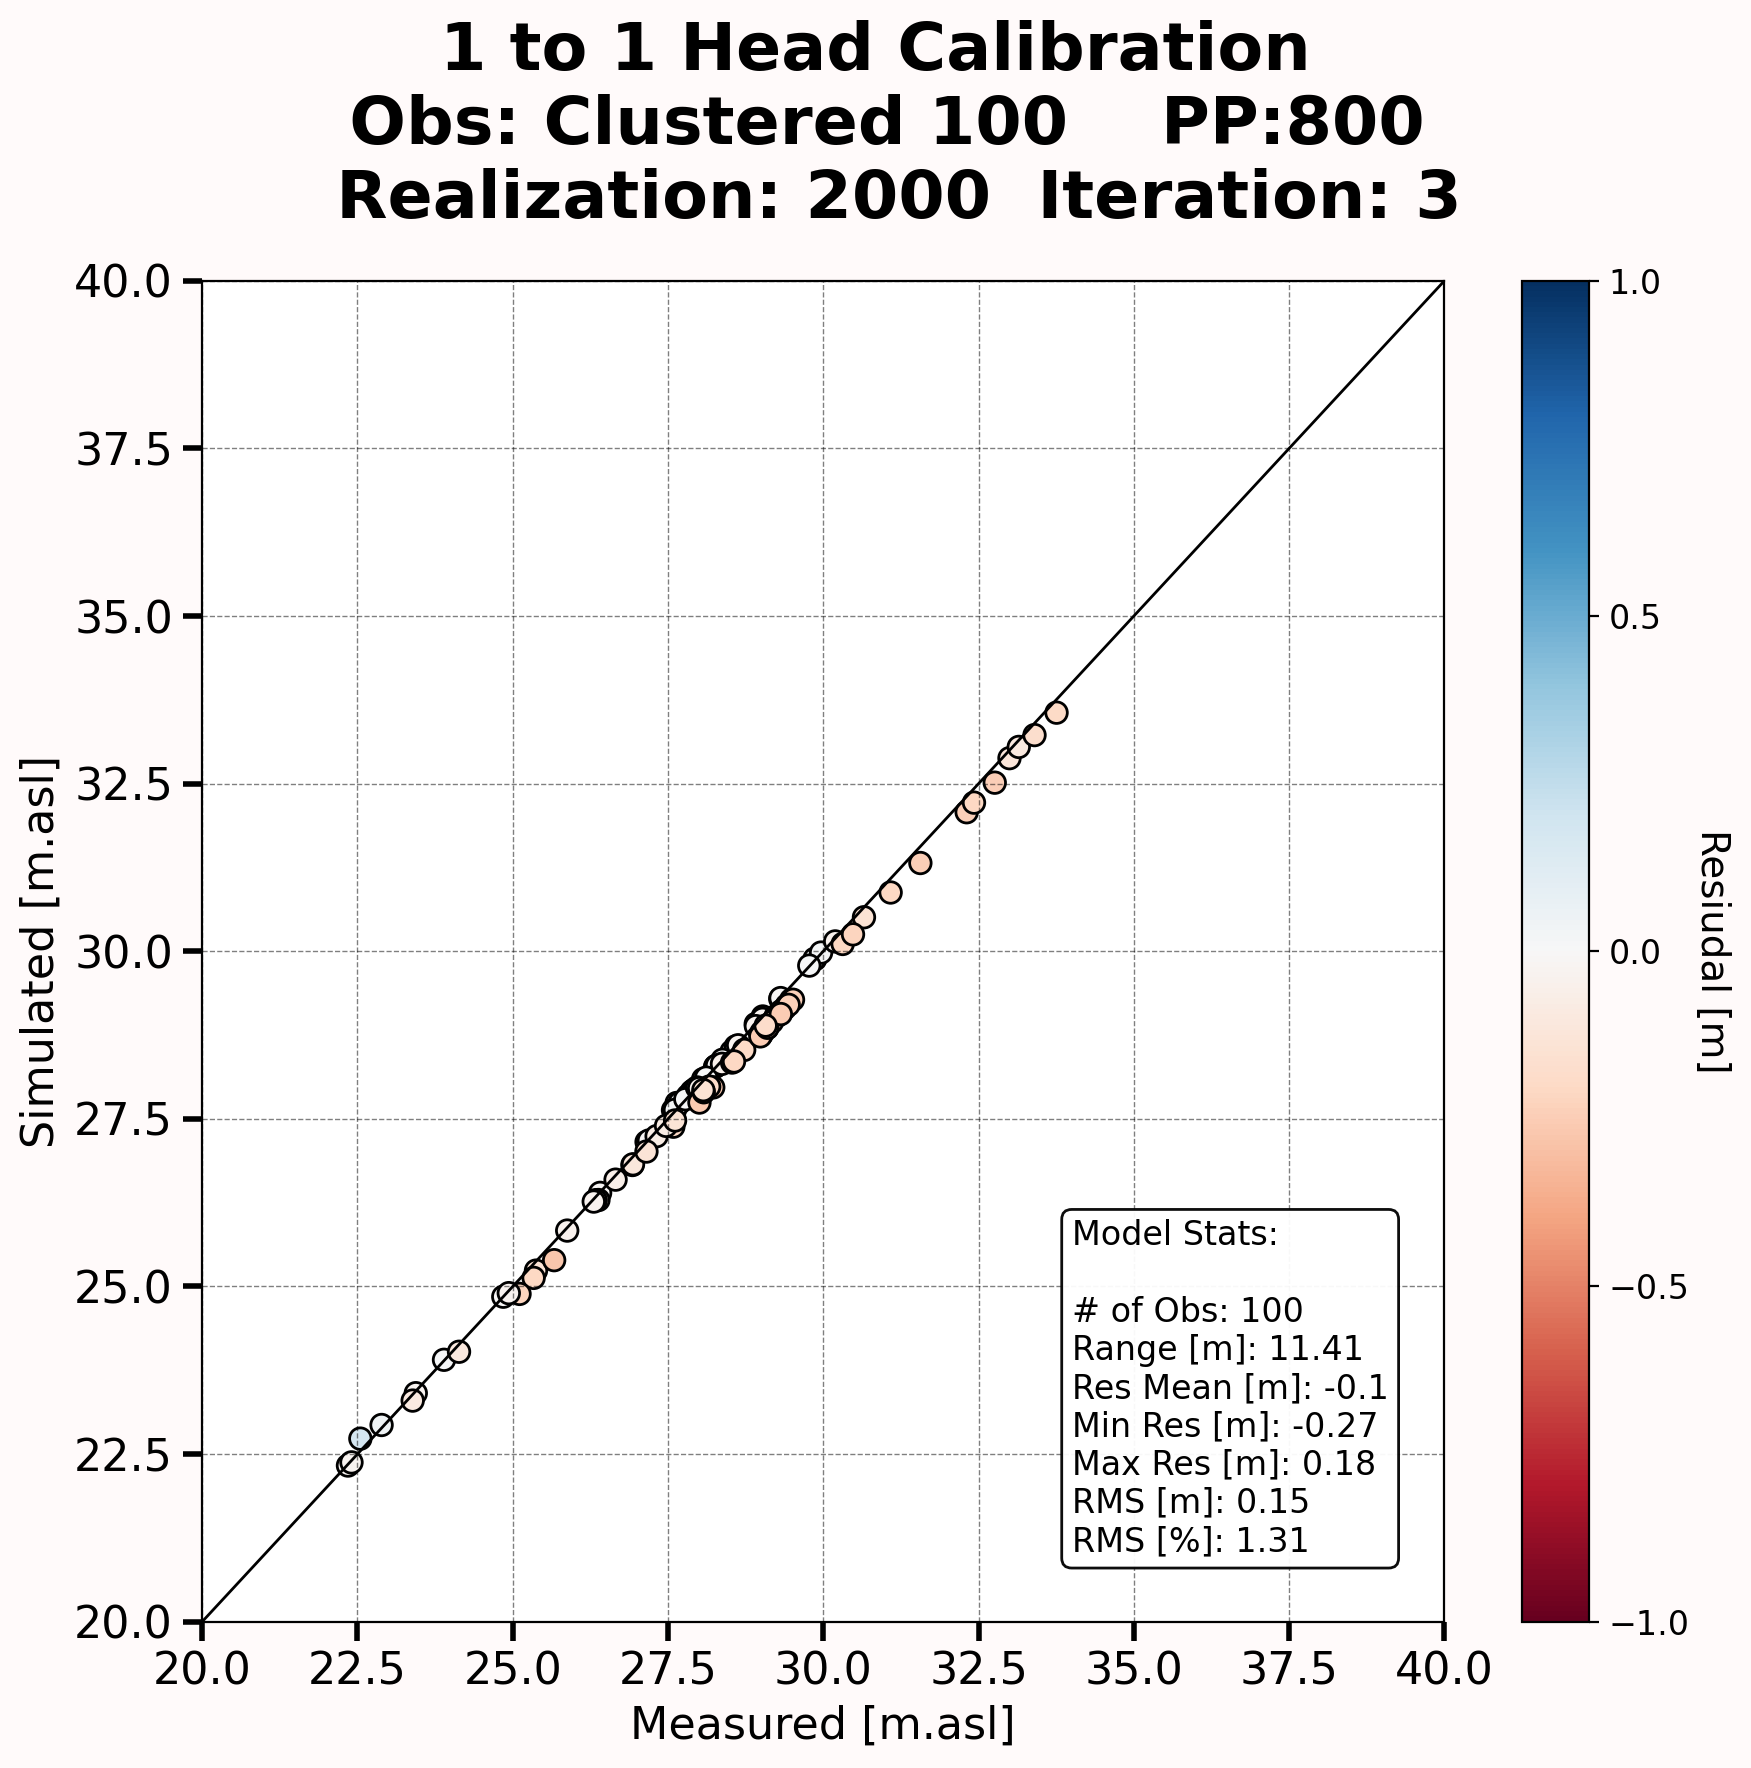 1 to 1 Head Calibration
Obs: Clustered 100 PP:800
Realization: 2000 Iteration: 3
40.0
37.5
35.0
32.5
30.0
27.5
25.0
22.5
20.0
Simulated [m.asl]
20.0 22.5 25.0 27.5 30.0 32.5 35.0 37.5 40.0
Measured [m.asl]
Model Stats:
# of Obs: 100
Range [m]: 11.41
Res Mean [m]: -0.1
Min Res [m]: -0.27
Max Res [m]: 0.18
RMS [m]: 0.15
RMS [%]: 1.31
1.0
0.5
0.0
−0.5
−1.0
Resiudal [m]